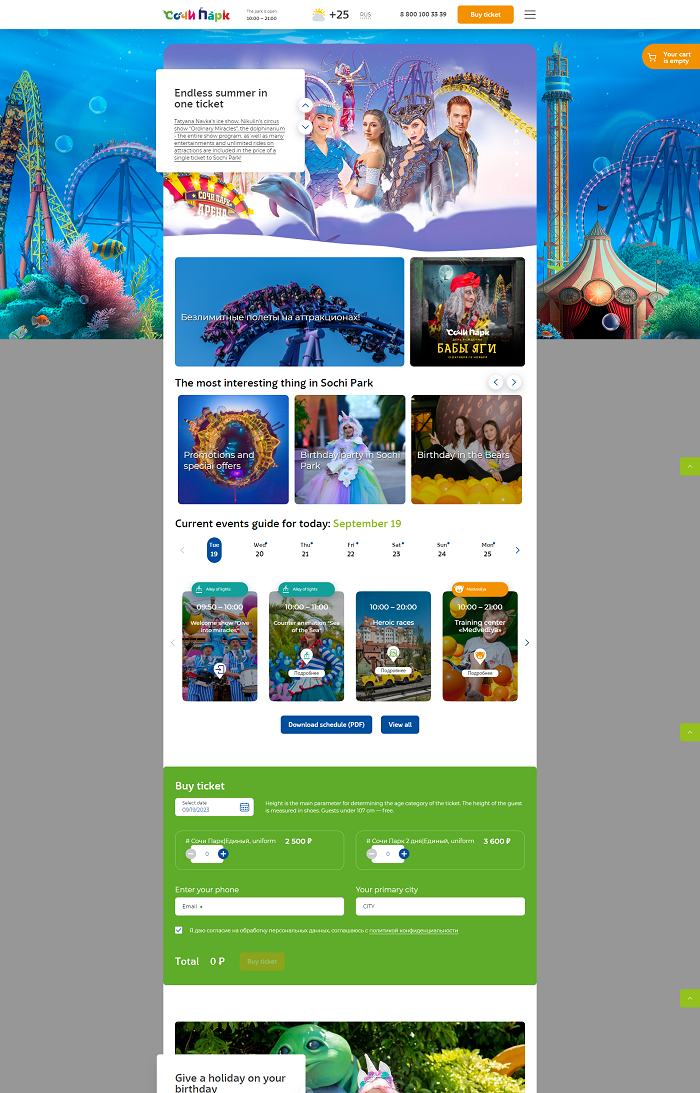 Сочи Парк
The park is open
10:00 – 21:00
+25
RUS
8 800 100 33 39
Buy ticket
Your cart
is empty
Endless summer in
one ticket
Tatyana Navka's ice show, Nikulin's circus
show "Ordinary Miracles", the dolphinarium
- the entire show program, as well as many
entertainments and unlimited rides on
attractions are included in the price of a
single ticket to Sochi Park!
СОЧИ ПАРК
АРЕНА
Безлимитные полеты на аттракционах!
Сочи Парк
ДЕНЬ РОЖДЕНИЯ
БАБЫ ЯГИ
The most interesting thing in Sochi Park
Promotions and
special offers
Birthday party in Sochi
Park
Birthday in the Bears
Current events guide for today: September 19
Tue
19
Wed
20
Thu
21
Fri
22
Sat
23
Sun
24
Mon
25
Alley of lights
09:50 – 10:00
Welcome show "Dive
into miracles"
Alley of lights
10:00 – 11:00
Counter animation "Sea
of the Sea"
Подробнее
10:00 – 20:00
Heroic races
Подробнее
Medvediya
10:00 – 21:00
Training center
«Medvediya»
Подробнее
Download schedule (PDF)
View all
Buy ticket
Select date
09/19/2023
Height is the main parameter for determining the age category of the ticket. The height of the guest
is measured in shoes. Guests under 107 cm — free.
# Сочи Парк|Единый, uniform
2 500 ₽
0
# Сочи Парк 2 дня|Единый, uniform
3 600 ₽
0
Enter your phone
Email
Your primary city
CITY
Я даю согласие на обработку персональных данных, соглашаюсь с политикой конфиденциальности
Total 0 Р
Buy ticket
Give a holiday on your
birthday